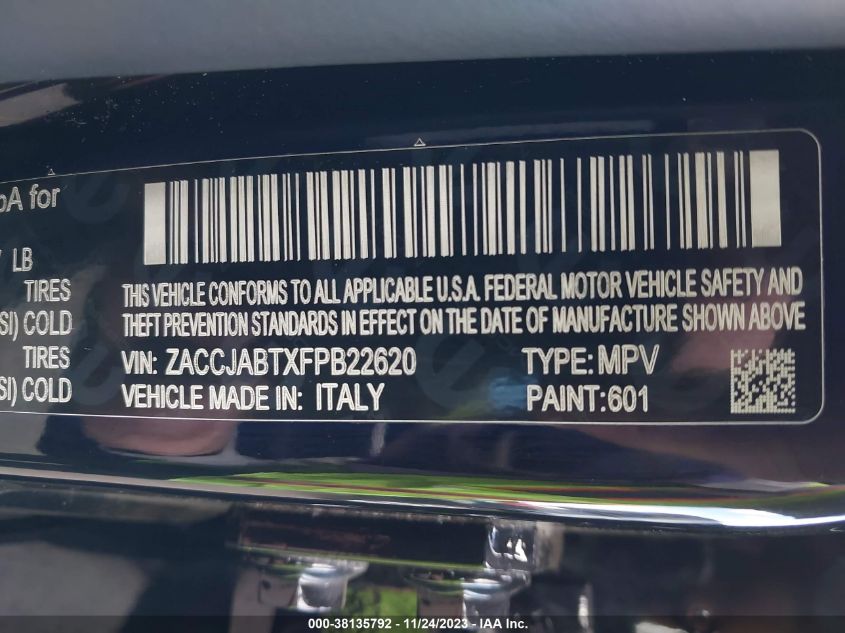 A for
LB
TIRES
SI) COLD
TIRES
SI) COLD
THIS VEHICLE CONFORMS TO ALL APPLICABLE U.S.A. FEDERAL MOTOR VEHICLE SAFETY AND
THEFT PREVENTION STANDARDS IN EFFECT ON THE DATE OF MANUFACTURE SHOWN ABOVE
VIN: ZACCJABTXFPB22620 TYPE: MPV
VEHICLE MADE IN: ITALY PAINT: 601
000-38135792 - 11/24/2023 - IAA Inc.